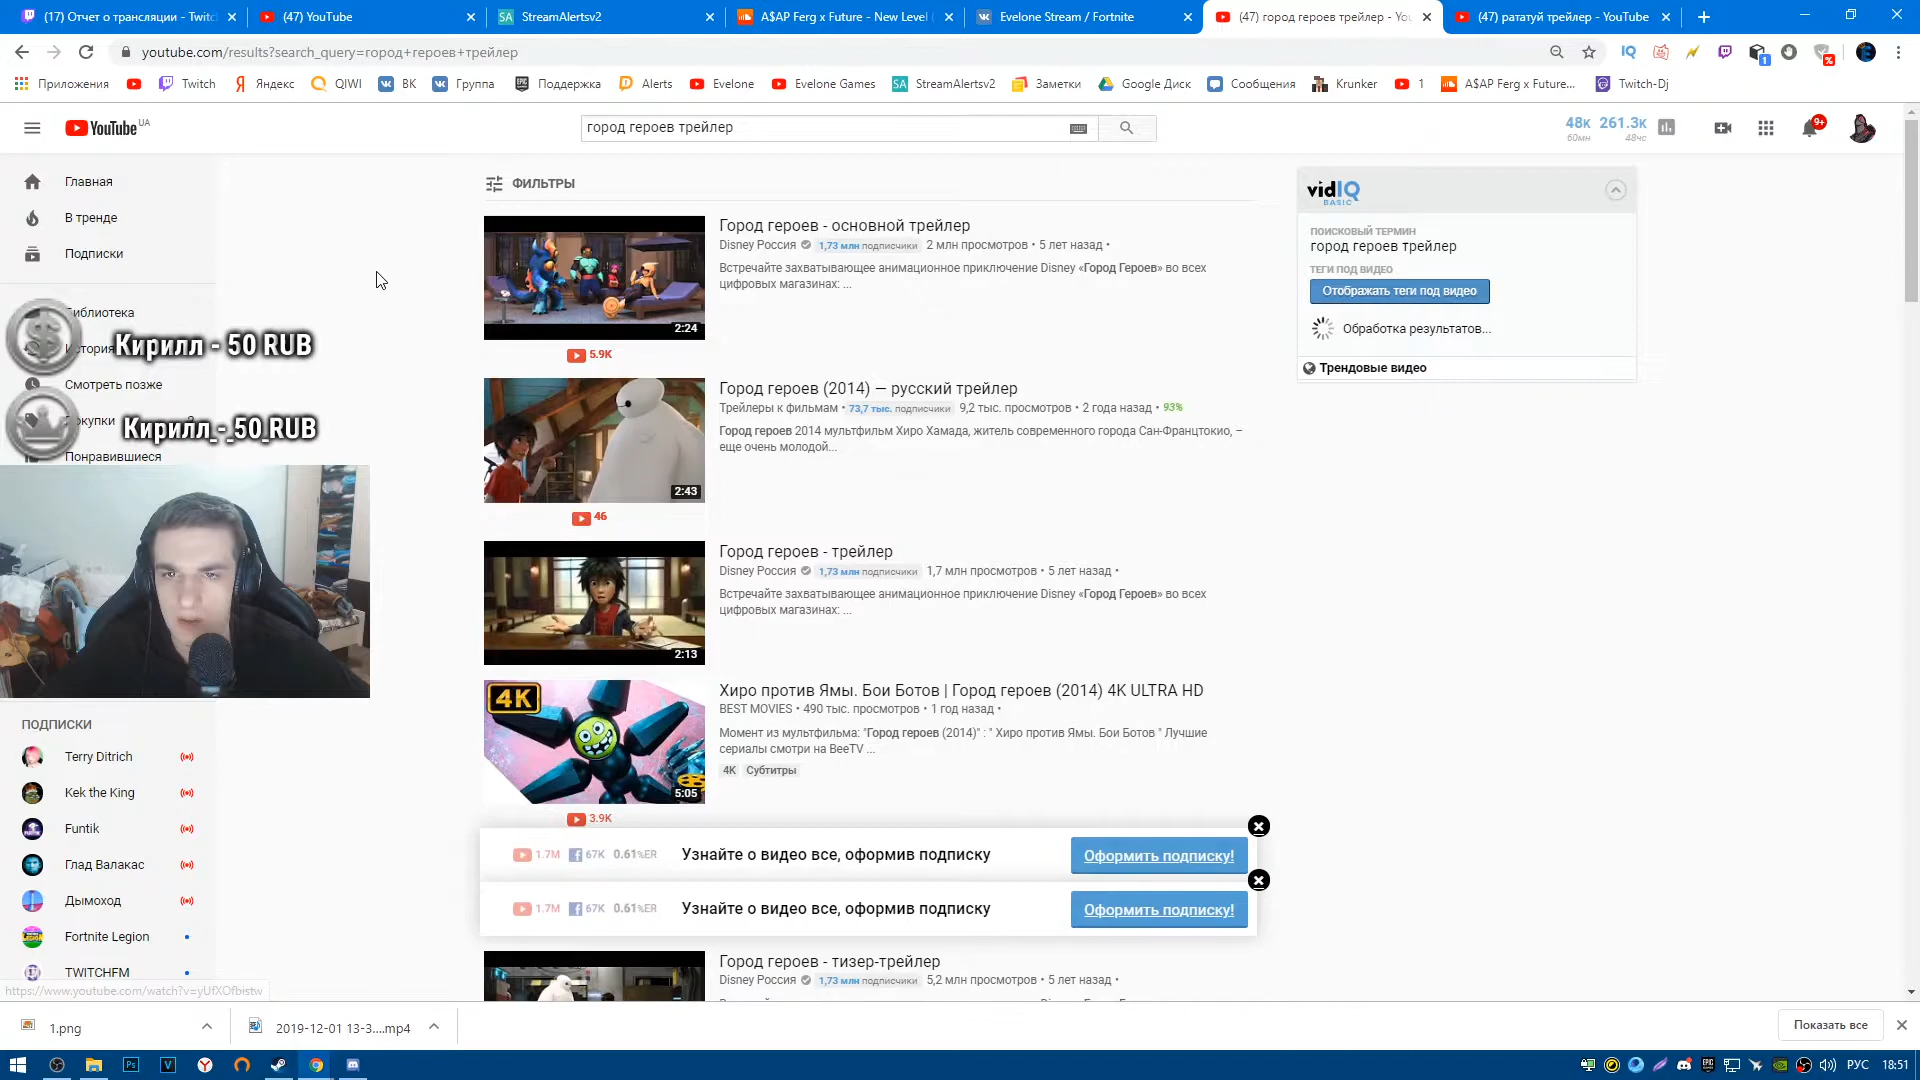 (17) Отчет о трансляции - Twitc
(47) YouTube
StreamAlertsv2
A$AP Ferg x Future - New Level (
Evelone Stream / Fortnite
(47) город героев трейлер - You
(47) рататуй трейлер - YouTube
youtube.com/results?search_query=город+героев+трейлер
Приложения
Twitch
Яндекс
QIWI
ВК
Группа
Поддержка
Alerts
Evelone
Evelone Games
StreamAlertsv2
Заметки
Google Диск
Сообщения
Krunker
1
A$AP Ferg x Future...
Twitch-Dj
YouTube UA
город героев трейлер
48K 261.3K
60мн 48чс
9+
Главная
В тренде
Подписки
Библиотека
История
Смотреть позже
Покупки
Понравившиеся
Кирилл - 50 RUB
Кирилл - 50 RUB
ПОДПИСКИ
Terry Ditrich
Kek the King
Funtik
Глад Валакас
Дымоход
Fortnite Legion
TWITCHFM
https://www.youtube.com/watch?v=yUfXOfbistw
ФИЛЬТРЫ
2:24
5.9K
Город героев - основной трейлер
Disney Россия 1,73 млн подписчики 2 млн просмотров • 5 лет назад •
Встречайте захватывающее анимационное приключение Disney «Город Героев» во всех
цифровых магазинах: ...
2:43
46
Город героев (2014) — русский трейлер
Трейлеры к фильмам • 73,7 тыс. подписчики 9,2 тыс. просмотров • 2 года назад • 93%
Город героев 2014 мультфильм Хиро Хамада, житель современного города Сан-Францтокио, –
еще очень молодой...
2:13
Город героев - трейлер
Disney Россия 1,73 млн подписчики 1,7 млн просмотров • 5 лет назад •
Встречайте захватывающее анимационное приключение Disney «Город Героев» во всех
цифровых магазинах: ...
4K
5:05
3.9K
Хиро против Ямы. Бои Ботов | Город героев (2014) 4K ULTRA HD
BEST MOVIES • 490 тыс. просмотров • 1 год назад •
Момент из мультфильма: "Город героев (2014)" : " Хиро против Ямы. Бои Ботов " Лучшие
сериалы смотри на BeeTV ...
4K Субтитры
1.7M 67K 0.61%ER Узнайте о видео все, оформив подписку Оформить подписку!
1.7M 67K 0.61%ER Узнайте о видео все, оформив подписку Оформить подписку!
Город героев - тизер-трейлер
Disney Россия 1,73 млн подписчики 5,2 млн просмотров • 5 лет назад •
vidIQ
BASIC
ПОИСКОВЫЙ ТЕРМИН
город героев трейлер
ТЕГИ ПОД ВИДЕО
Отображать теги под видео
Обработка результатов...
Трендовые видео
1.png
2019-12-01 13-3....mp4
Показать все
РУС
18:51